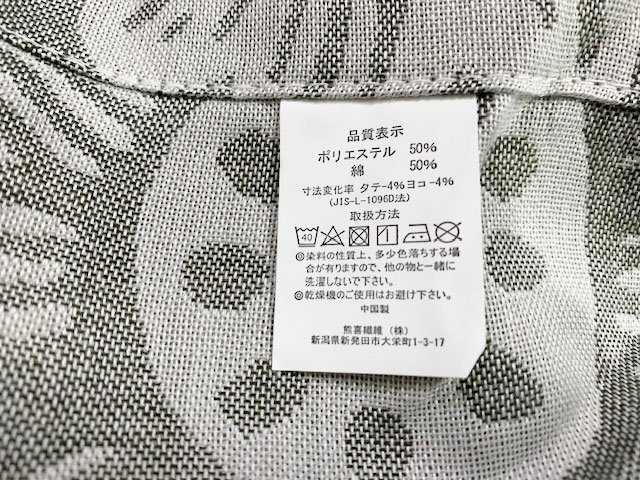 品質表示
ポリエステル 50%
綿 50%
寸法変化率 タテ-4%ヨコ-4%
(JIS-L-1096D法)
取扱方法
40
◎染料の性質上、多少色落ちする場
合が有りますので、他の物と一緒に
洗濯しないで下さい。
◎乾燥機のご使用はお避け下さい。
中国製
熊喜繊維(株)
新潟県新発田市大栄町1-3-17